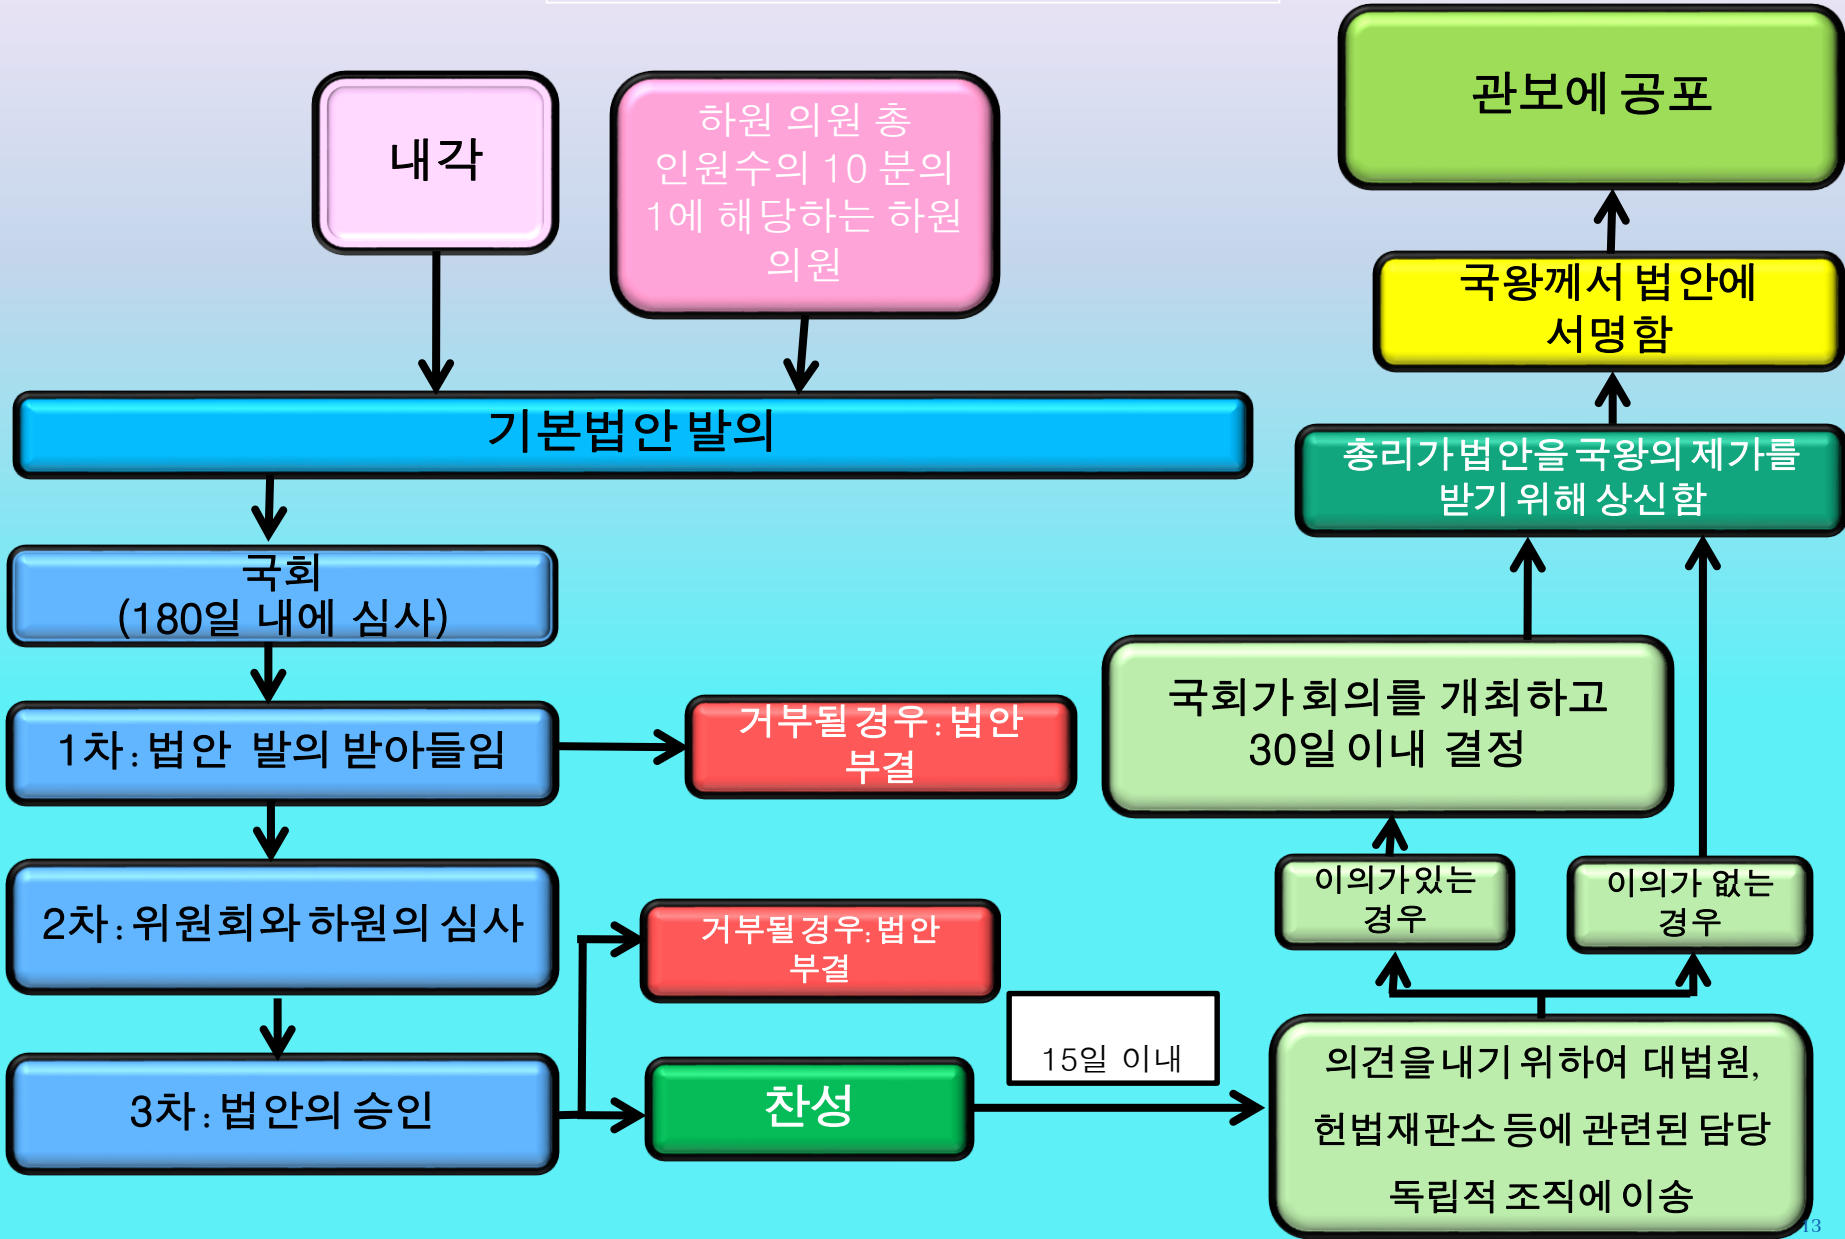 내각
하원 의원 총
인원수의 10 분의
1에 해당하는 하원
의원
기본법안 발의
국회
(180일 내에 심사)
1차 : 법안 발의 받아들임
거부될 경우 : 법안
부결
2차 : 위원회와 하원의 심사
거부될 경우: 법안
부결
3차 : 법안의 승인
찬성
15일 이내
의견을 내기 위하여 대법원,
헌법재판소 등에 관련된 담당
독립적 조직에 이송
이의가 있는
경우
이의가 없는
경우
국회가 회의를 개최하고
30일 이내 결정
총리가 법안을 국왕의 제가를
받기 위해 상신함
국왕께서 법안에
서명함
관보에 공포
13